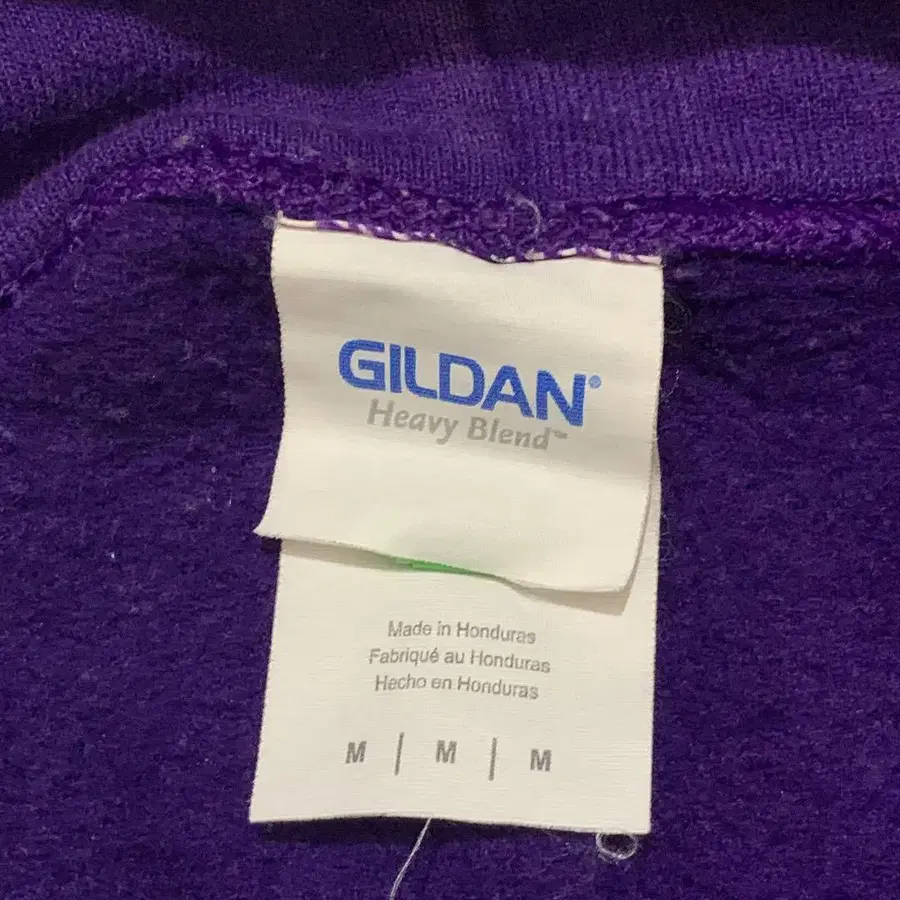 GILDAN®
Heavy Blend™
Made in Honduras
Fabriqué au Honduras
Hecho en Honduras
M | M | M